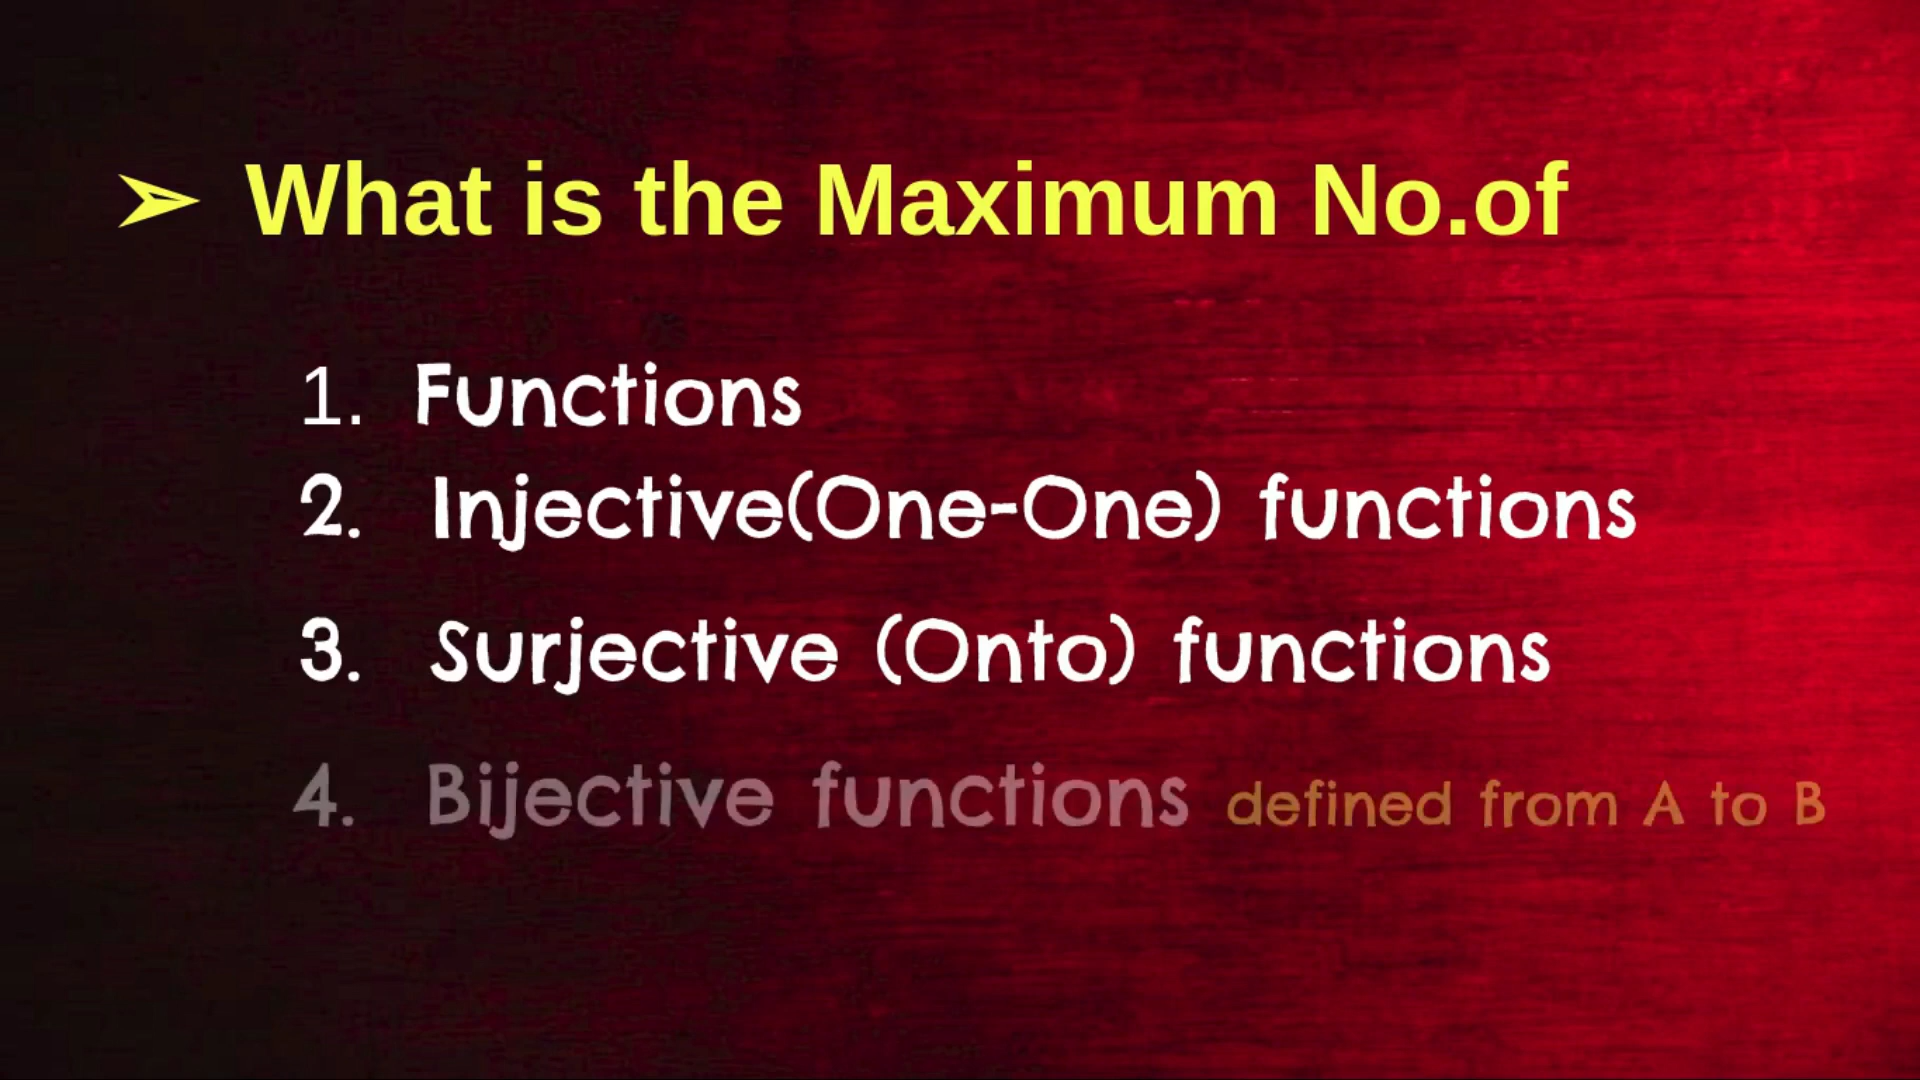 ➢ What is the Maximum No.of
1. Functions
2. Injective(One-One) functions
3. Surjective (Onto) functions
4. Bijective functions defined from A to B